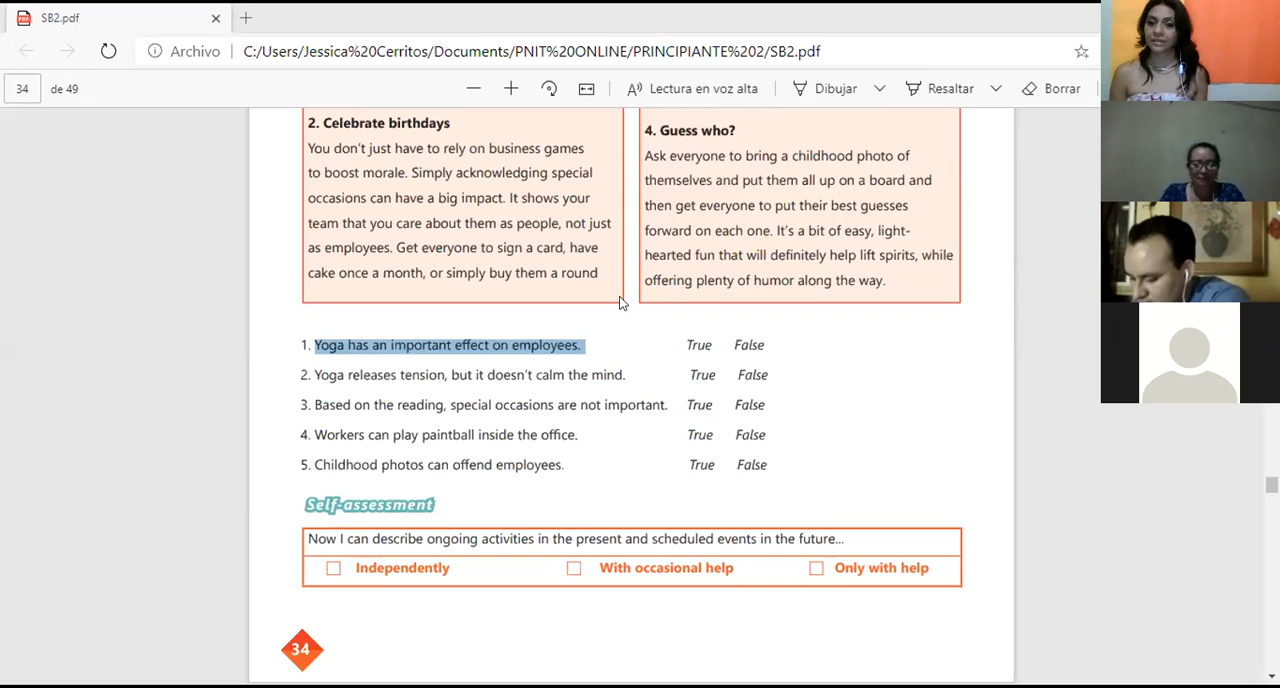 SB2.pdf
Archivo
C:/Users/Jessica%20Cerritos/Documents/PNIT%20ONLINE/PRINCIPIANTE%202/SB2.pdf
34 de 49
Lectura en voz alta
Dibujar
Resaltar
Borrar
2. Celebrate birthdays
You don't just have to rely on business games
to boost morale. Simply acknowledging special
occasions can have a big impact. It shows your
team that you care about them as people, not just
as employees. Get everyone to sign a card, have
cake once a month, or simply buy them a round
4. Guess who?
Ask everyone to bring a childhood photo of
themselves and put them all up on a board and
then get everyone to put their best guesses
forward on each one. It's a bit of easy, light-
hearted fun that will definitely help lift spirits, while
offering plenty of humor along the way.
1. Yoga has an important effect on employees. True False
2. Yoga releases tension, but it doesn't calm the mind. True False
3. Based on the reading, special occasions are not important. True False
4. Workers can play paintball inside the office. True False
5. Childhood photos can offend employees. True False
Self-assessment
Now I can describe ongoing activities in the present and scheduled events in the future...
Independently With occasional help Only with help
34